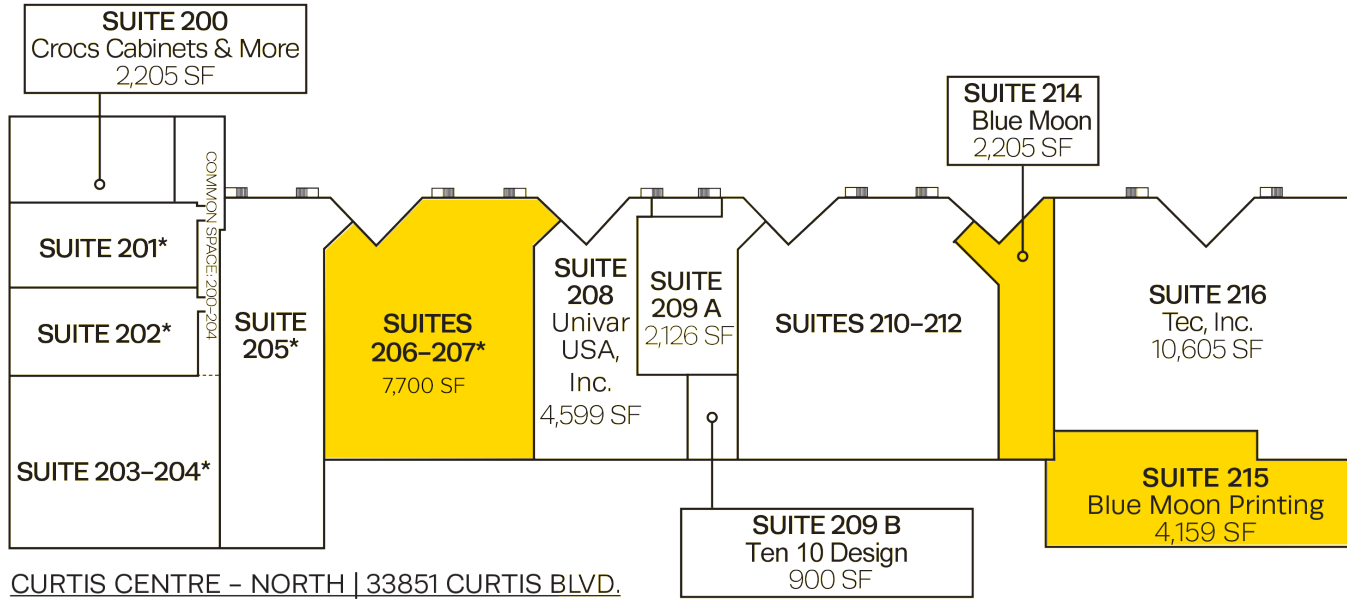 SUITE 200
Crocs Cabinets & More
2,205 SF
SUITE 214
Blue Moon
2,205 SF
COMMON SPACE: 200-204
SUITE 201*
SUITE 202*
SUITE 203–204*
SUITE
205*
SUITES
206–207*
7,700 SF
SUITE
208
Univar
USA,
Inc.
4,599 SF
SUITE
209 A
2,126 SF
SUITES 210–212
SUITE 216
Tec, Inc.
10,605 SF
SUITE 215
Blue Moon Printing
4,159 SF
SUITE 209 B
Ten 10 Design
900 SF
CURTIS CENTRE – NORTH | 33851 CURTIS BLVD.